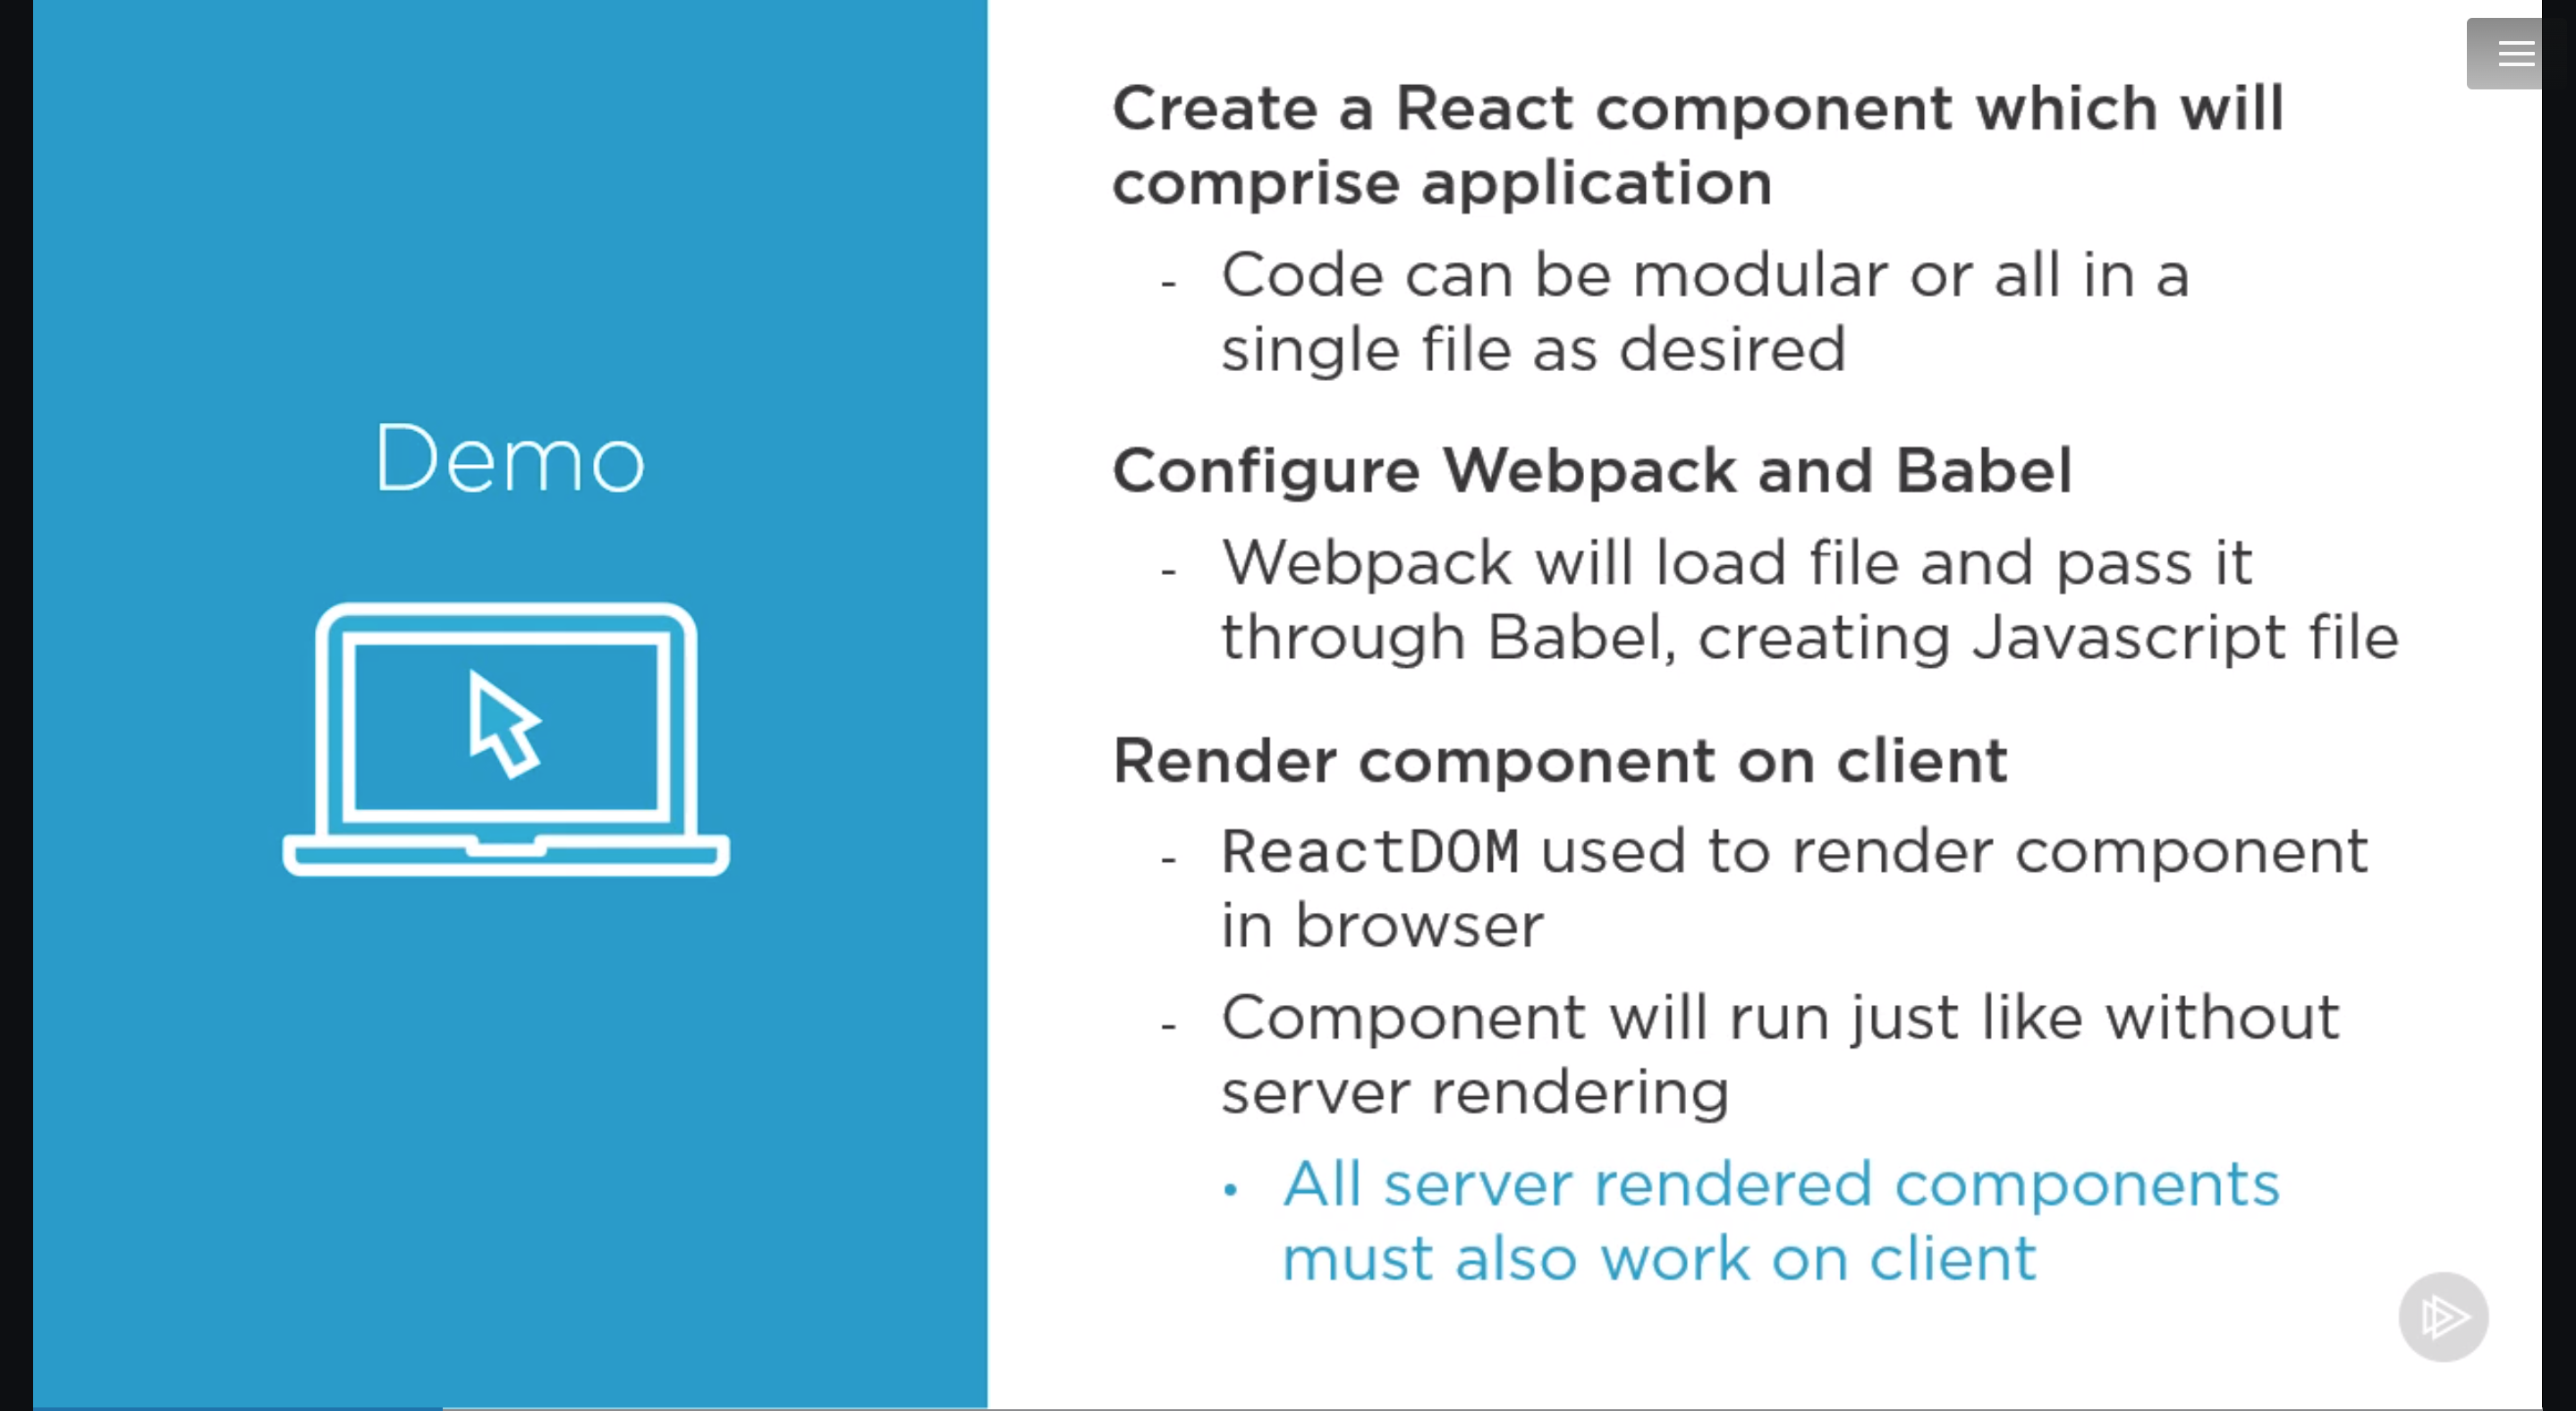 Demo
Create a React component which will
comprise application
- Code can be modular or all in a
single file as desired
Configure Webpack and Babel
- Webpack will load file and pass it
through Babel, creating Javascript file
Render component on client
- ReactDOM used to render component
in browser
- Component will run just like without
server rendering
• All server rendered components
must also work on client